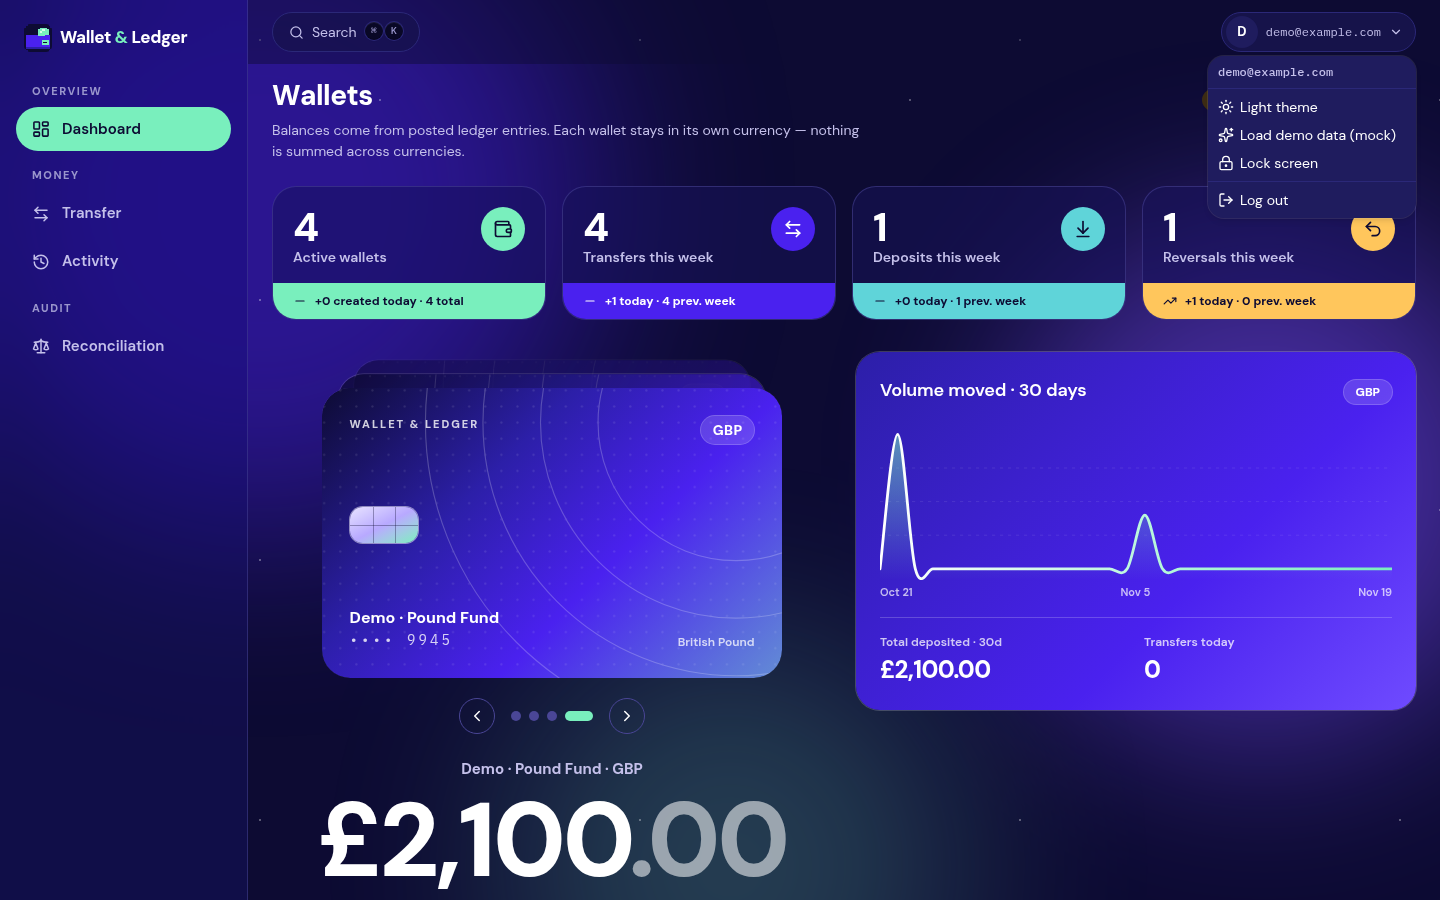 Wallet & Ledger
OVERVIEW
Dashboard
MONEY
Transfer
Activity
AUDIT
Reconciliation
Search ⌘ K
D demo@example.com
demo@example.com
Light theme
Load demo data (mock)
Lock screen
Log out
Wallets
Balances come from posted ledger entries. Each wallet stays in its own currency — nothing
is summed across currencies.
4
Active wallets
+0 created today · 4 total
4
Transfers this week
+1 today · 4 prev. week
1
Deposits this week
+0 today · 1 prev. week
1
Reversals this week
+1 today · 0 prev. week
WALLET & LEDGER
GBP
Demo · Pound Fund
•••• 9945
British Pound
Demo · Pound Fund · GBP
£2,100.00
Volume moved · 30 days
GBP
Oct 21
Nov 5
Nov 19
Total deposited · 30d
£2,100.00
Transfers today
0